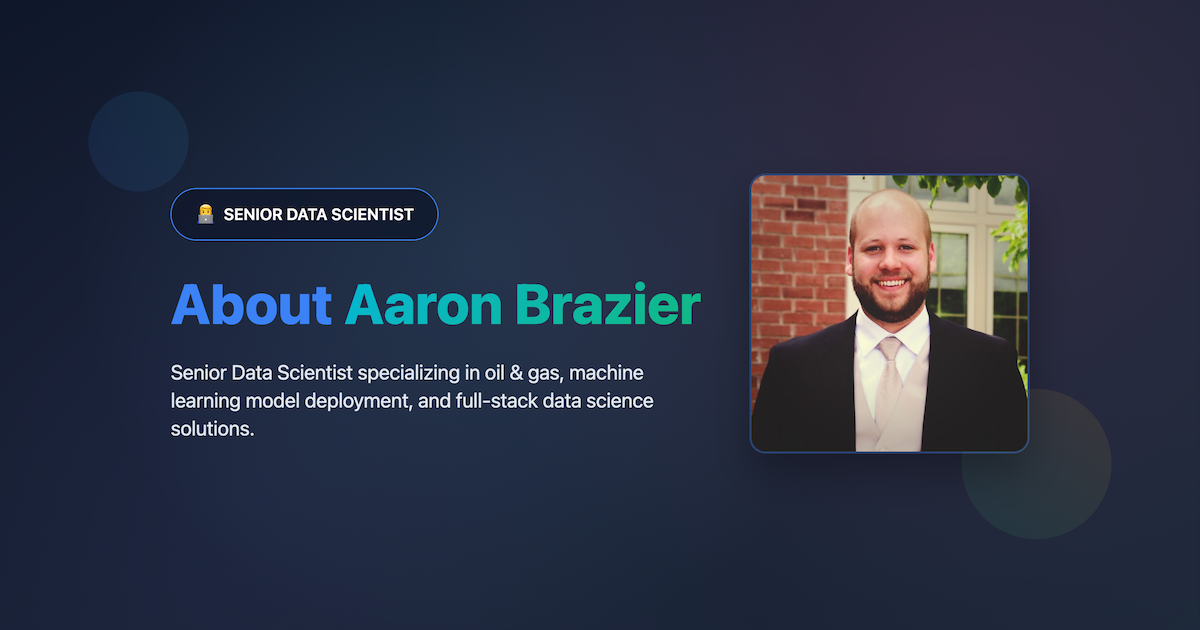 SENIOR DATA SCIENTIST
About Aaron Brazier
Senior Data Scientist specializing in oil & gas, machine
learning model deployment, and full-stack data science
solutions.